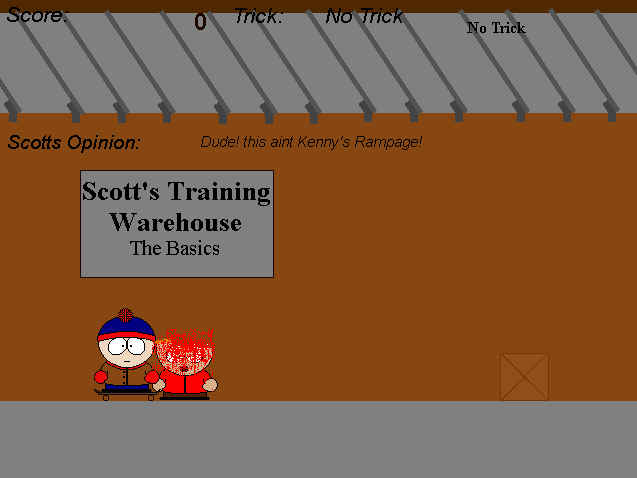 Score: 0 Trick: No Trick
No Trick
Scotts Opinion: Dude! this aint Kenny's Rampage!
Scott's Training
Warehouse
The Basics